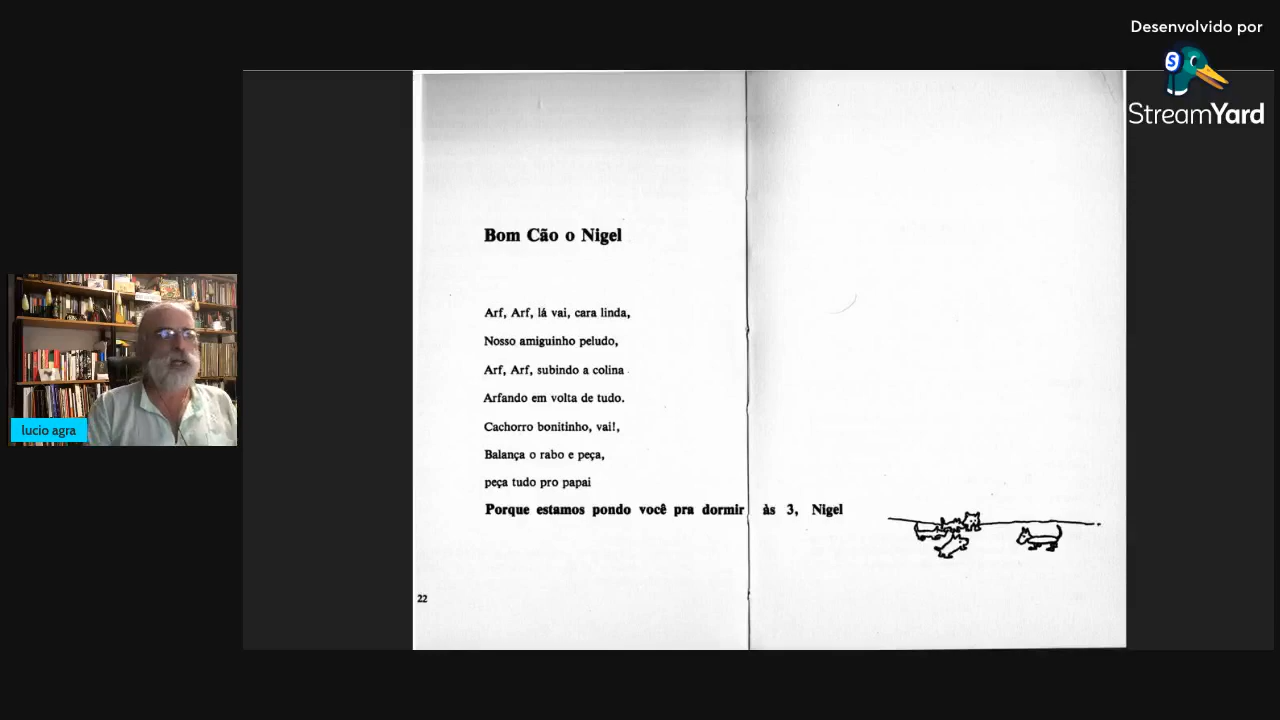 Desenvolvido por
StreamYard
Bom Cão o Nigel
Arf, Arf, lá vai, cara linda,
Nosso amiguinho peludo,
Arf, Arf, subindo a colina
Arfando em volta de tudo.
Cachorro bonitinho, vai!,
Balança o rabo e peça,
peça tudo pro papai
Porque estamos pondo você pra dormir às 3, Nigel
22
lucio agra